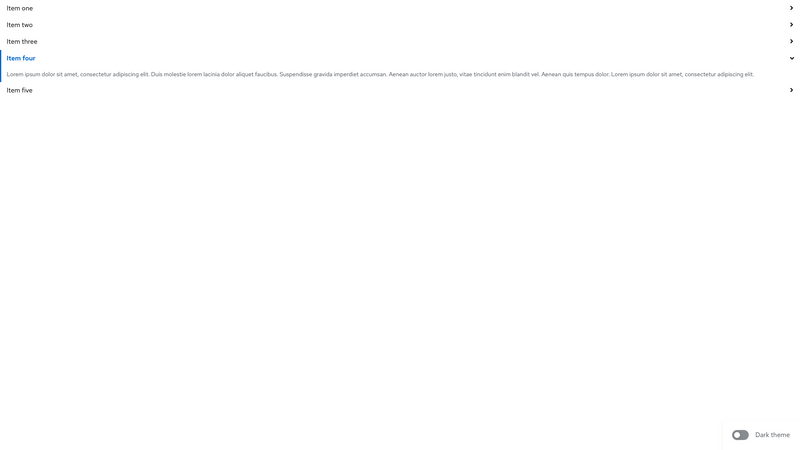 Item one
Item two
Item three
Item four
Lorem ipsum dolor sit amet, consectetur adipiscing elit. Duis molestie lorem lacinia dolor aliquet faucibus. Suspendisse gravida imperdiet accumsan. Aenean auctor lorem justo, vitae tincidunt enim blandit vel. Aenean quis tempus dolor. Lorem ipsum dolor sit amet, consectetur adipiscing elit.
Item five
Dark theme